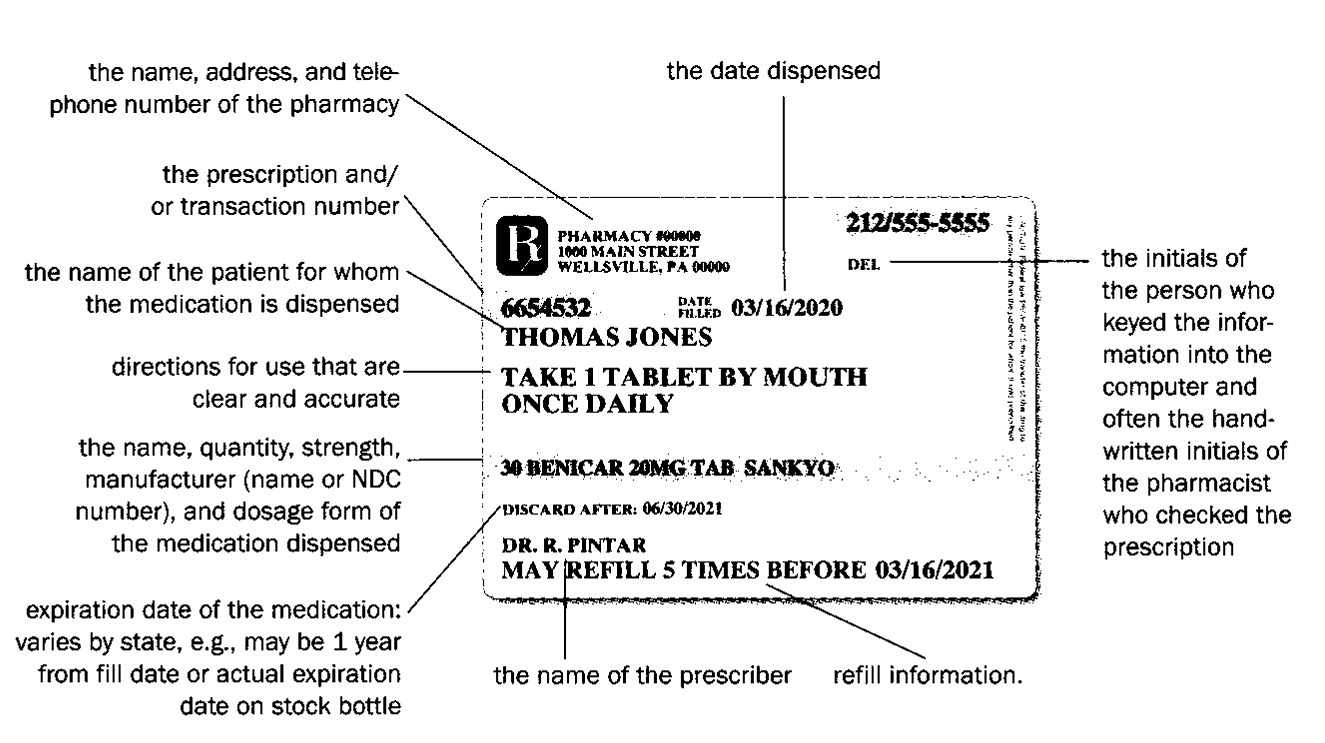 the name, address, and tele-
phone number of the pharmacy
the date dispensed
the prescription and/
or transaction number
the name of the patient for whom
the medication is dispensed
directions for use that are
clear and accurate
the name, quantity, strength,
manufacturer (name or NDC
number), and dosage form of
the medication dispensed
expiration date of the medication:
varies by state, e.g., may be 1 year
from fill date or actual expiration
date on stock bottle
Rx
PHARMACY #00000
1000 MAIN STREET
WELLSVILLE, PA 00000
212/555-5555
DEL
6654532
DATE
FILLED 03/16/2020
THOMAS JONES
TAKE 1 TABLET BY MOUTH
ONCE DAILY
30 BENICAR 20MG TAB SANKYO
DISCARD AFTER: 06/30/2021
DR. R. PINTAR
MAY REFILL 5 TIMES BEFORE 03/16/2021
the initials of
the person who
keyed the infor-
mation into the
computer and
often the hand-
written initials of
the pharmacist
who checked the
prescription
the name of the prescriber
refill information.